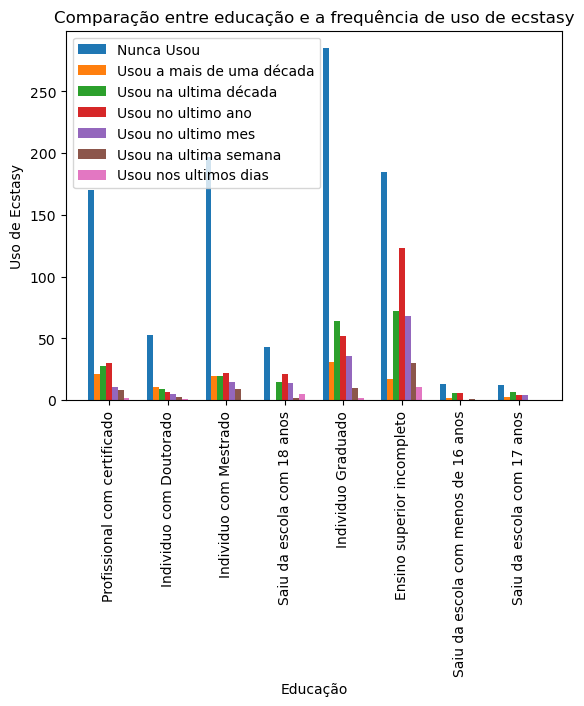 Comparação entre educação e a frequência de uso de ecstasy
Nunca Usou
Usou a mais de uma década
Usou na ultima década
Usou no ultimo ano
Usou no ultimo mes
Usou na ultima semana
Usou nos ultimos dias
Uso de Ecstasy
250
200
150
100
50
0
Profissional com certificado
Individuo com Doutorado
Individuo com Mestrado
Saiu da escola com 18 anos
Individuo Graduado
Ensino superior incompleto
Saiu da escola com menos de 16 anos
Saiu da escola com 17 anos
Educação